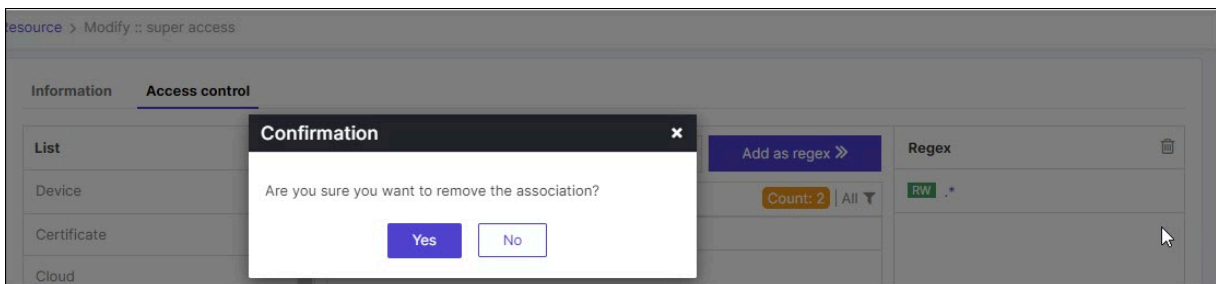 Resource > Modify :: super access
Information Access control
Confirmation ×
List
Add as regex »
Regex
Device
Are you sure you want to remove the association?
Count: 2 | All
RW .*
Certificate
Yes No
Cloud